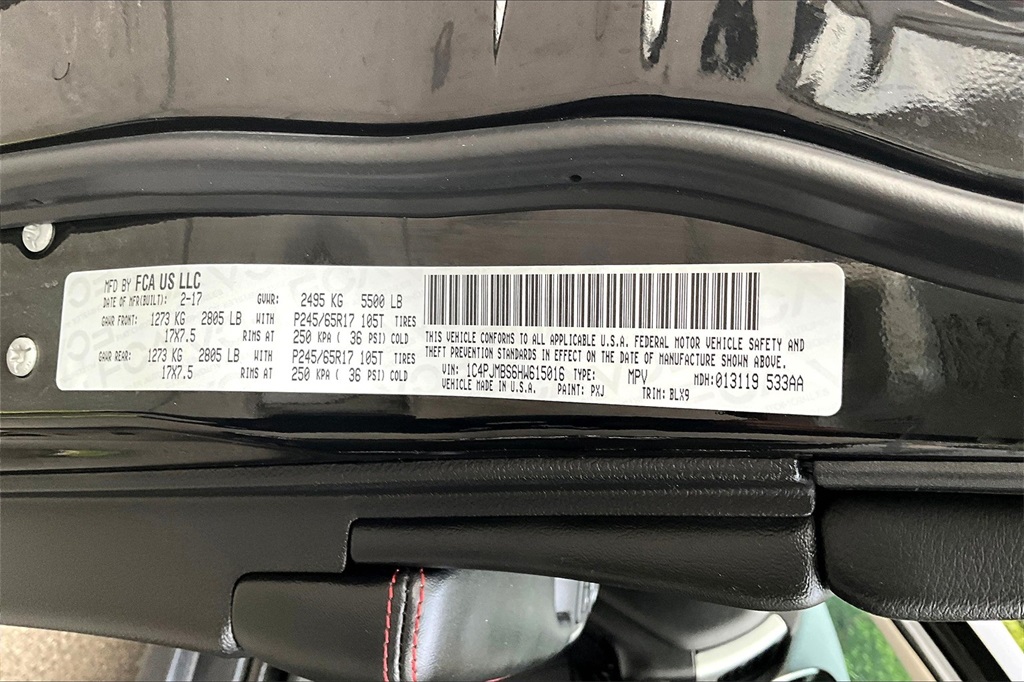 MFD BY FCA US LLC
DATE OF MFR(BUILT): 2-17 GVWR: 2495 KG 5500 LB
GAWR FRONT: 1273 KG 2805 LB WITH P245/65R17 105T TIRES
17X7.5 RIMS AT 250 KPA ( 36 PSI) COLD
GAWR REAR: 1273 KG 2805 LB WITH P245/65R17 105T TIRES
17X7.5 RIMS AT 250 KPA ( 36 PSI) COLD
THIS VEHICLE CONFORMS TO ALL APPLICABLE U.S.A. FEDERAL MOTOR VEHICLE SAFETY AND
THEFT PREVENTION STANDARDS IN EFFECT ON THE DATE OF MANUFACTURE SHOWN ABOVE.
VIN: 1C4PJMBS6HW615016 TYPE: MPV MDH: 013119 533AA
VEHICLE MADE IN U.S.A. PAINT: PXJ TRIM: BLX9